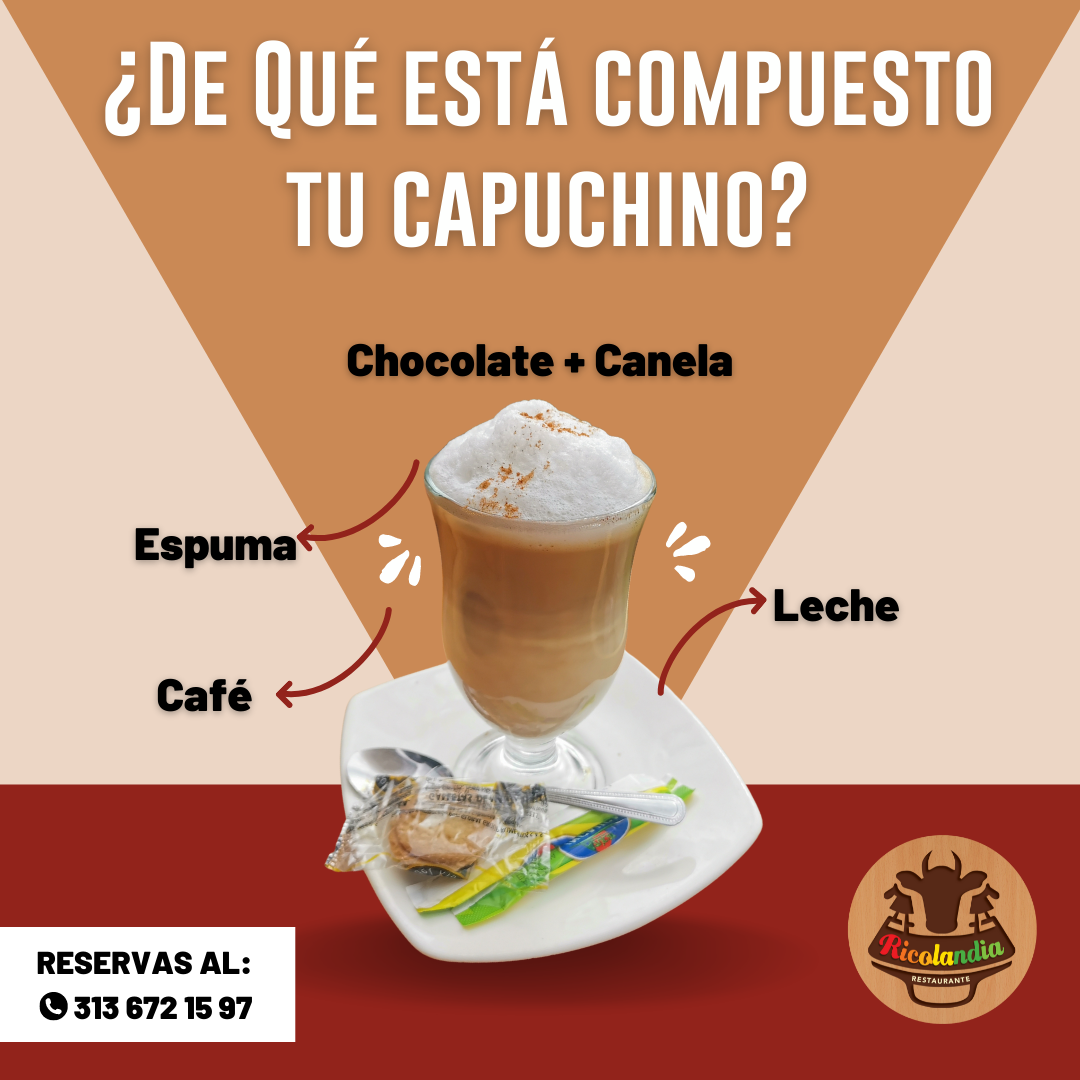 ¿DE QUÉ ESTÁ COMPUESTO
TU CAPUCHINO?
Chocolate + Canela
Espuma
Leche
Café
RESERVAS AL:
313 672 15 97
Ricolandia
RESTAURANTE